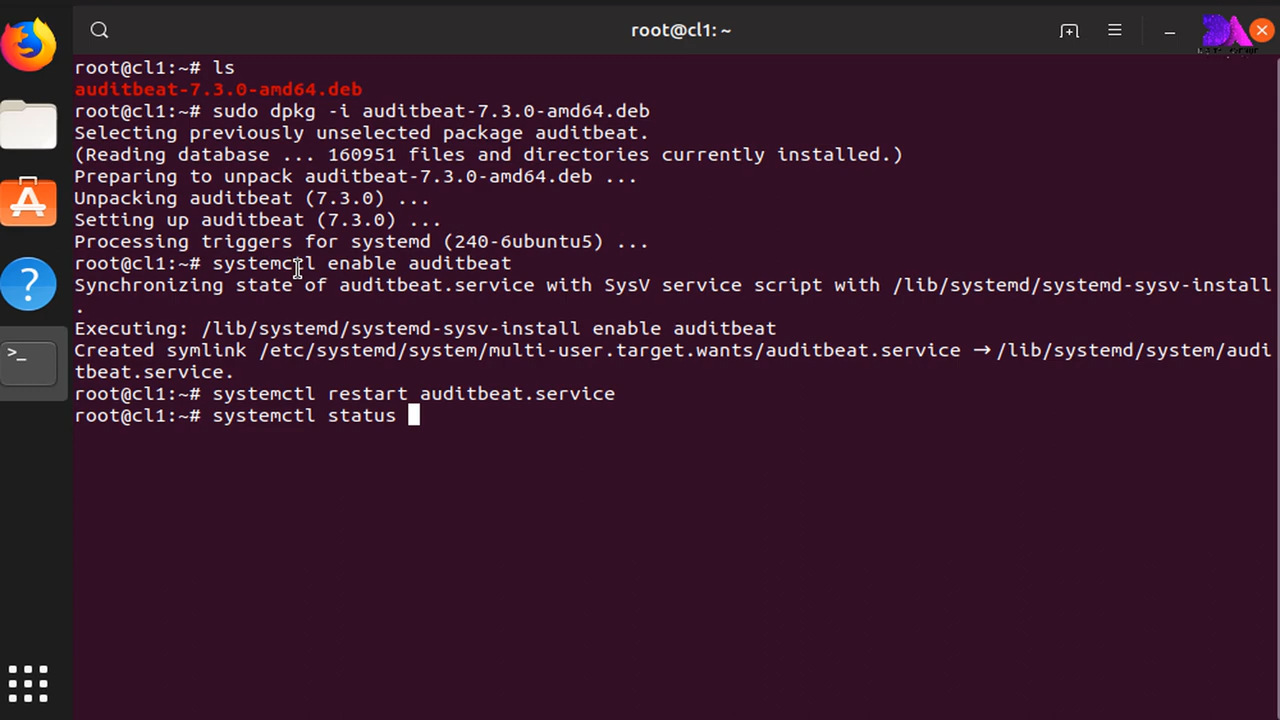 root@cl1: ~
root@cl1:~# ls
auditbeat-7.3.0-amd64.deb
root@cl1:~# sudo dpkg -i auditbeat-7.3.0-amd64.deb
Selecting previously unselected package auditbeat.
(Reading database ... 160951 files and directories currently installed.)
Preparing to unpack auditbeat-7.3.0-amd64.deb ...
Unpacking auditbeat (7.3.0) ...
Setting up auditbeat (7.3.0) ...
Processing triggers for systemd (240-6ubuntu5) ...
root@cl1:~# systemctl enable auditbeat
Synchronizing state of auditbeat.service with SysV service script with /lib/systemd/systemd-sysv-install
.
Executing: /lib/systemd/systemd-sysv-install enable auditbeat
Created symlink /etc/systemd/system/multi-user.target.wants/auditbeat.service → /lib/systemd/system/audi
tbeat.service.
root@cl1:~# systemctl restart auditbeat.service
root@cl1:~# systemctl status